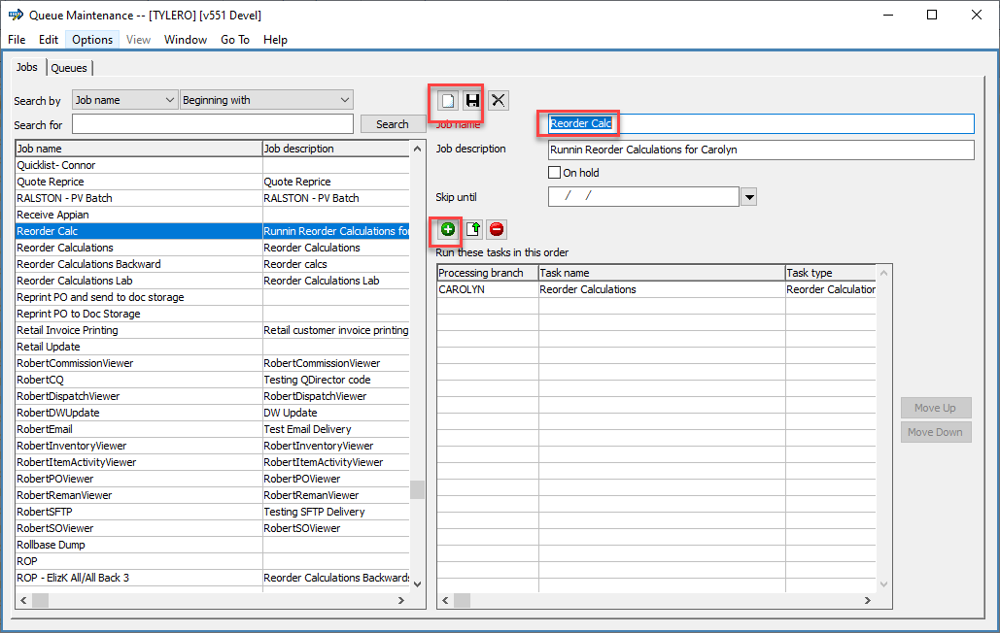 Queue Maintenance -- [TYLERO] [v551 Devel]
File Edit Options View Window Go To Help
Jobs Queues
Search by Job name Beginning with
Search for Search
Job name Job description
Quicklist- Connor
Quote Reprice Quote Reprice
RALSTON - PV Batch RALSTON - PV Batch
Receive Appian
Reorder Calc Runnin Reorder Calculations fo
Reorder Calculations Reorder Calculations
Reorder Calculations Backward Reorder calcs
Reorder Calculations Lab Reorder Calculations Lab
Reprint PO and send to doc storage
Reprint PO to Doc Storage
Retail Invoice Printing Retail customer invoice printing
Retail Update
RobertCommissionViewer RobertCommissionViewer
RobertCQ Testing QDirector code
RobertDispatchViewer RobertDispatchViewer
RobertDWUpdate DW Update
RobertEmail Test Email Delivery
RobertInventoryViewer RobertInventoryViewer
RobertItemActivityViewer RobertItemActivityViewer
RobertPOViewer RobertPOViewer
RobertRemanViewer RobertRemanViewer
RobertSFTP Testing SFTP Delivery
RobertSOViewer RobertSOViewer
Rollbase Dump
ROP
ROP - ElizK All/All Back 3 Reorder Calculations Backwards
Job name Reorder Calc
Job description Runnin Reorder Calculations for Carolyn
On hold
Skip until / /
Run these tasks in this order
Processing branch Task name Task type
CAROLYN Reorder Calculations Reorder Calculation
Move Up
Move Down